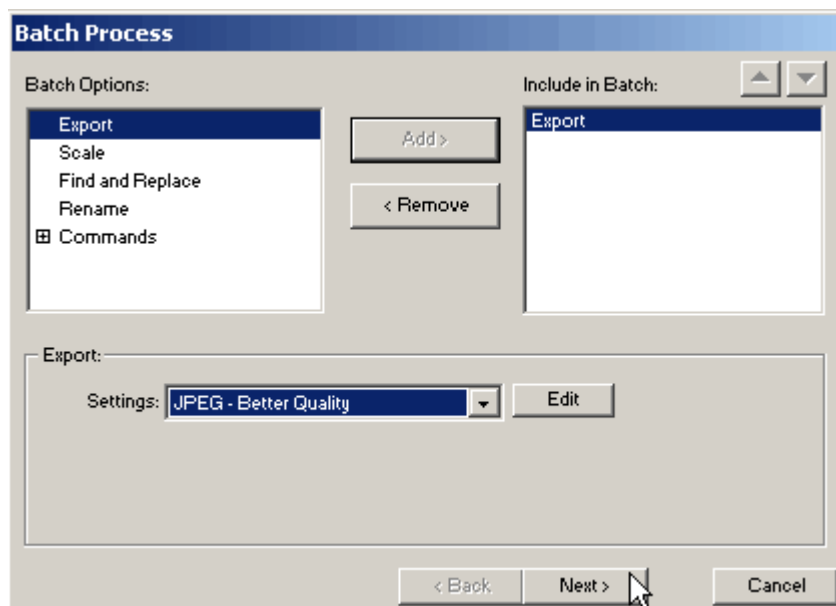 Batch Process
Batch Options:
Include in Batch:
Export
Scale
Find and Replace
Rename
Commands
Add >
< Remove
Export
Export:
Settings: JPEG - Better Quality
Edit
< Back
Next >
Cancel